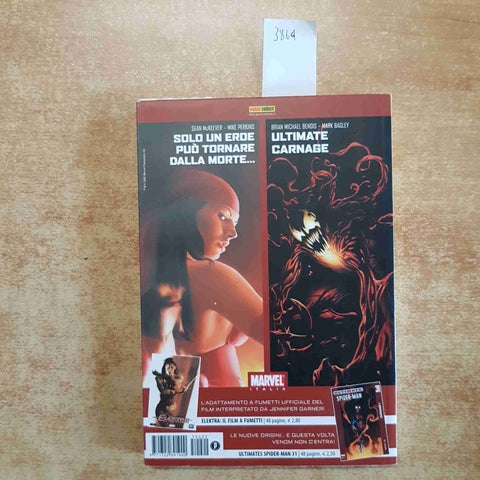 3864
PANINI COMICS
SEAN McKEEVER - MIKE PERKINS
SOLO UN EROE
PUÒ TORNARE
DALLA MORTE...
BRIAN MICHAEL BENDIS - MARK BAGLEY
ULTIMATE
CARNAGE
MARVEL
ITALIA
L'ADATTAMENTO A FUMETTI UFFICIALE DEL
FILM INTERPRETATO DA JENNIFER GARNER!
ELEKTRA: IL FILM A FUMETTI | 48 pagine, € 2,80
SPIDER-MAN
LE NUOVE ORIGINI... E QUESTA VOLTA
VENOM NON C'ENTRA!
ULTIMATES SPIDER-MAN 31 | 48 pagine, € 2,50